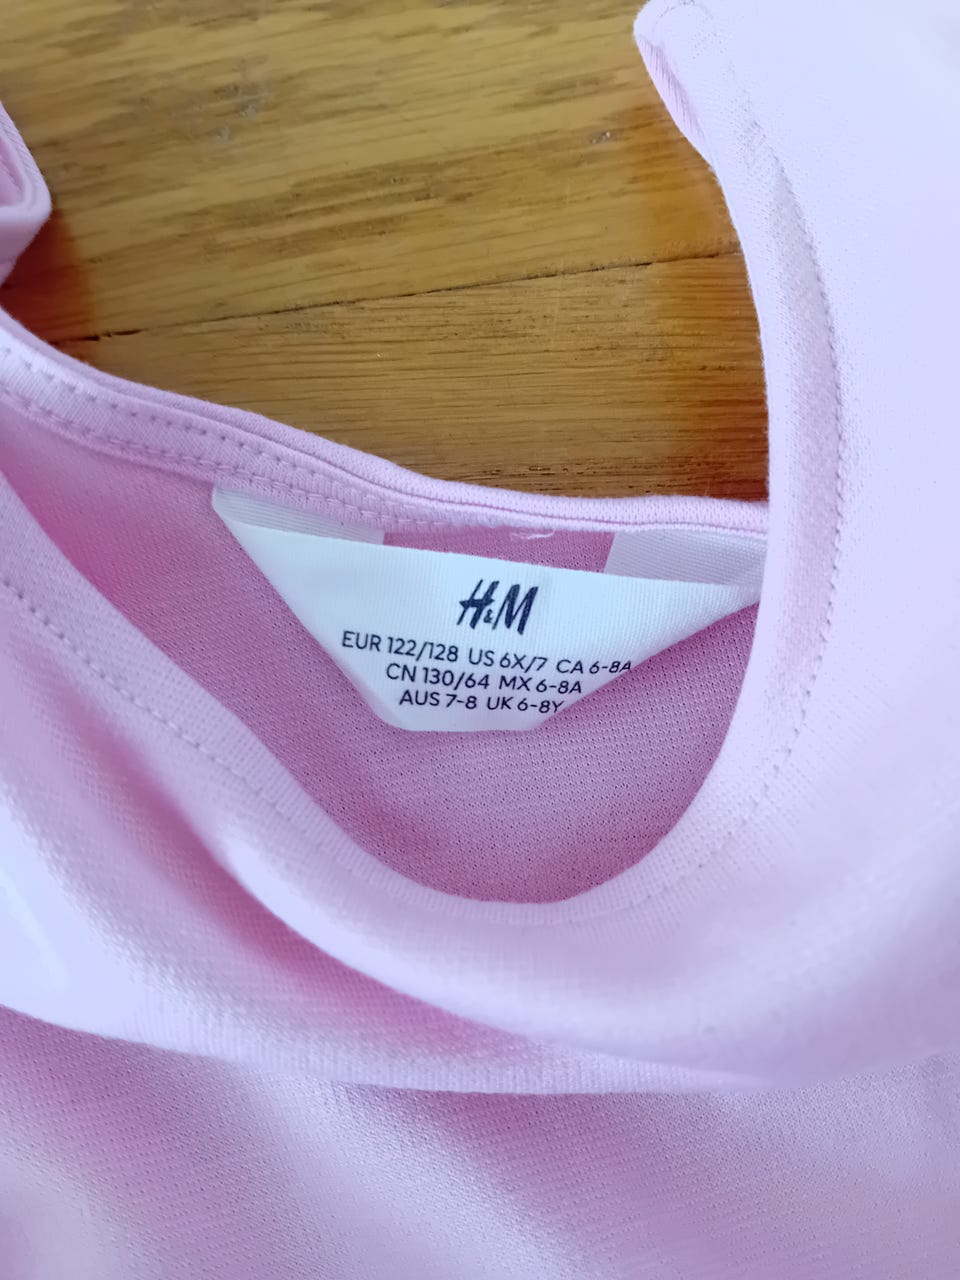 H&M
EUR 122/128 US 6X/7 CA 6-8A
CN 130/64 MX 6-8A
AUS 7-8 UK 6-8Y